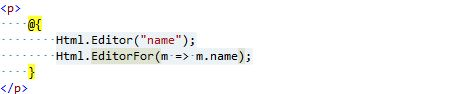 <p>
@{
Html.Editor("name");
Html.EditorFor(m => m.name);
}
</p>